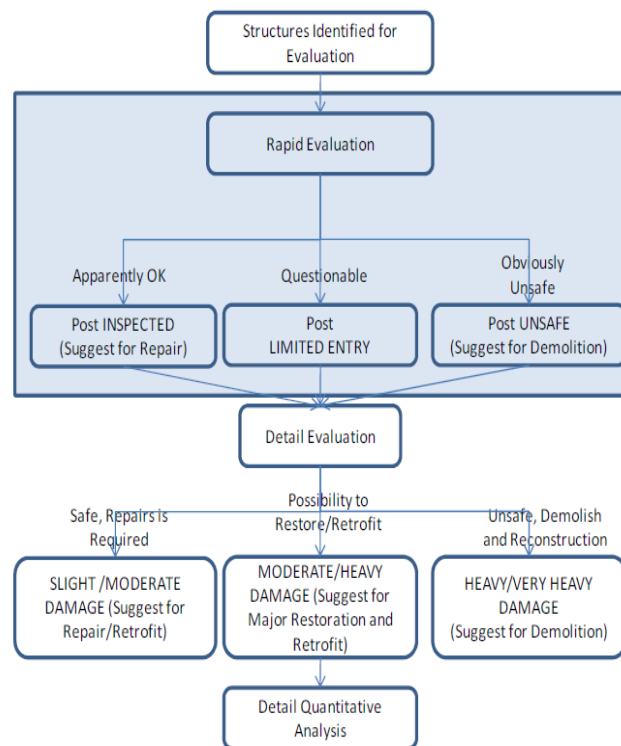 Structures Identified for
Evaluation
Rapid Evaluation
Apparently OK
Questionable
Obviously
Unsafe
Post INSPECTED
(Suggest for Repair)
Post
LIMITED ENTRY
Post UNSAFE
(Suggest for Demolition)
Detail Evaluation
Safe, Repairs is
Required
Possibility to
Restore/Retrofit
Unsafe, Demolish
and Reconstruction
SLIGHT /MODERATE
DAMAGE (Suggest for
Repair/Retrofit)
MODERATE/HEAVY
DAMAGE (Suggest for
Major Restoration and
Retrofit)
HEAVY/VERY HEAVY
DAMAGE
(Suggest for Demolition)
Detail Quantitative
Analysis